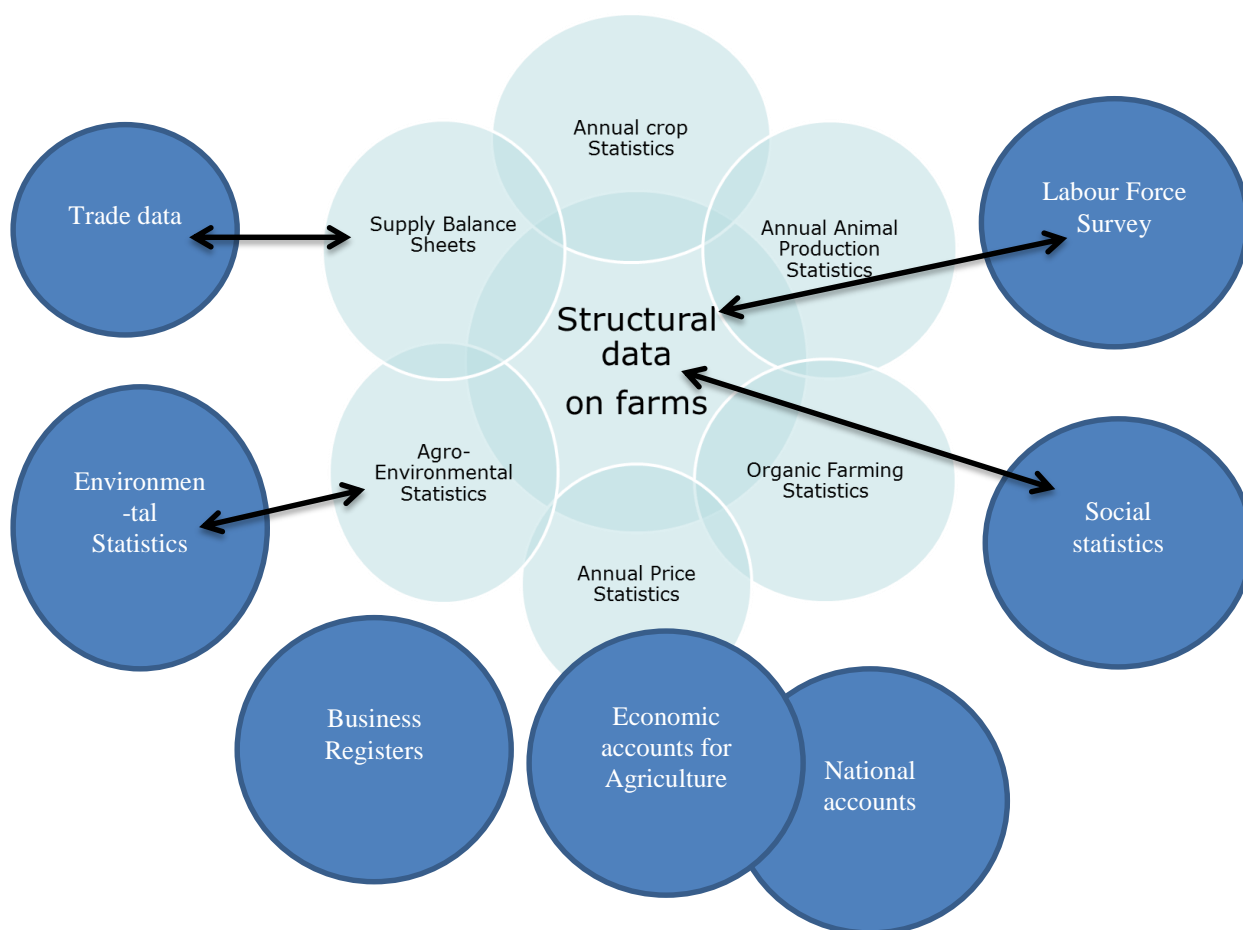 Annual crop
Statistics
Trade data
Supply Balance
Sheets
Annual Animal
Production
Statistics
Labour Force
Survey
Structural
data
on farms
Environmen
-tal
Statistics
Agro-
Environmental
Statistics
Organic Farming
Statistics
Social
statistics
Annual Price
Statistics
Business
Registers
Economic
accounts for
Agriculture
National
accounts